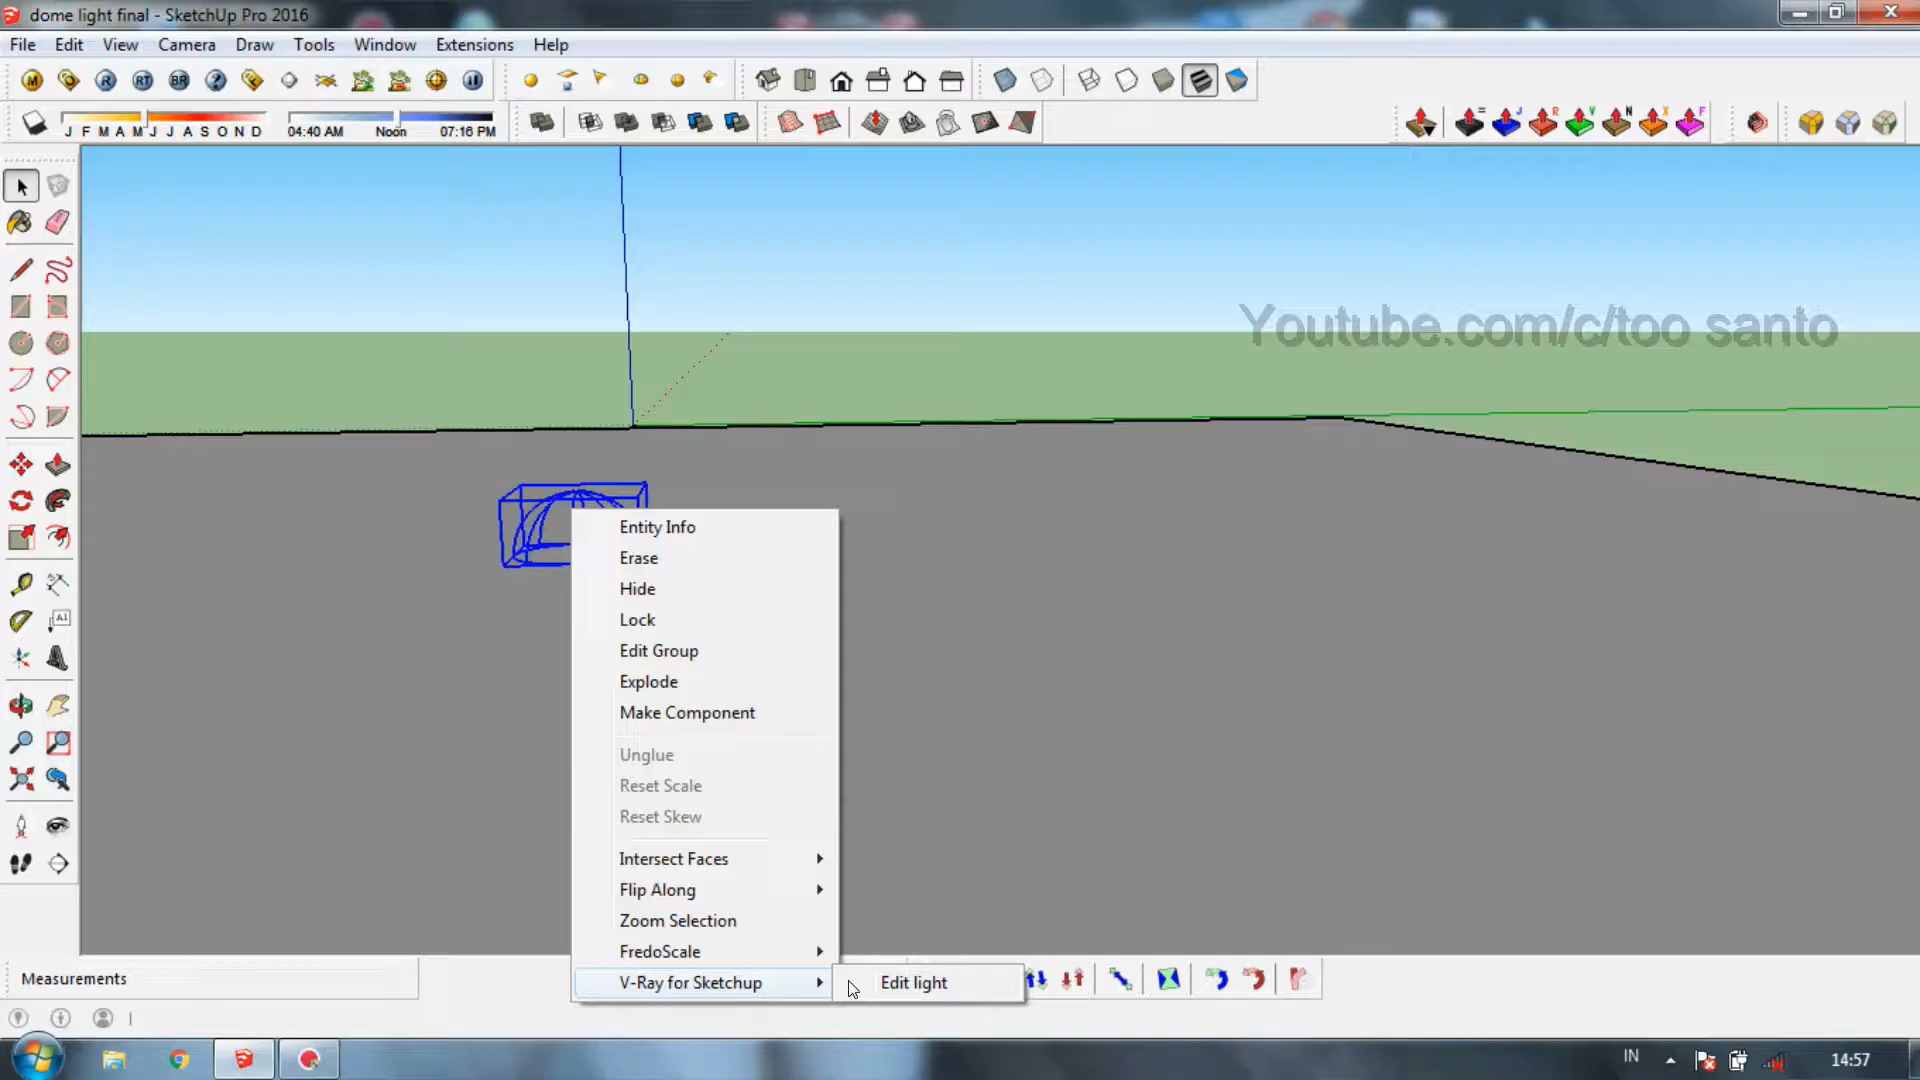 dome light final - SketchUp Pro 2016
File Edit View Camera Draw Tools Window Extensions Help
M R RT BR
J F M A M J J A S O N D 04:40 AM Noon 07:16 PM
= J R V N X F
Youtube.com/c/too santo
A1
Entity Info
Erase
Hide
Lock
Edit Group
Explode
Make Component
Unglue
Reset Scale
Reset Skew
Intersect Faces
Flip Along
Zoom Selection
FredoScale
V-Ray for Sketchup
Edit light
Measurements
IN 14:57